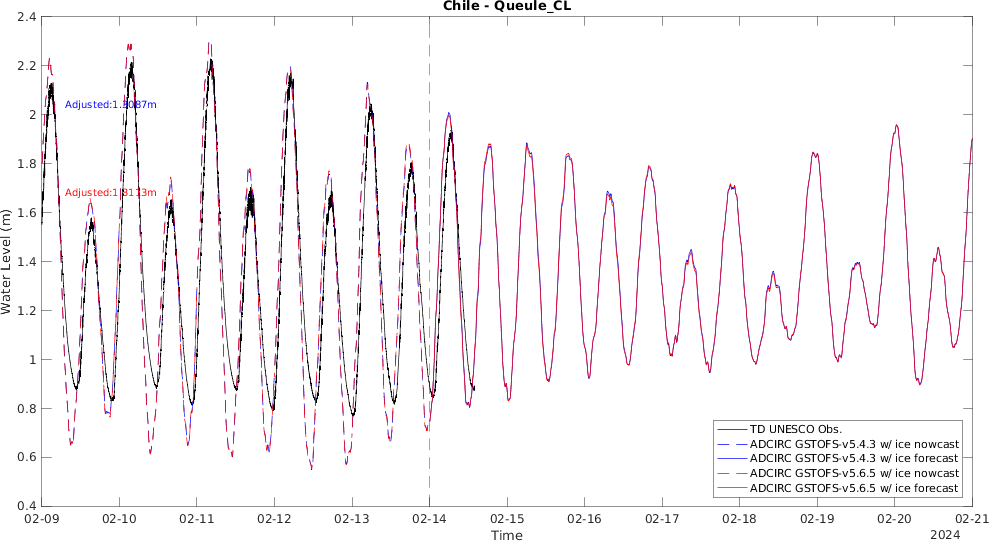 Chile - Queule_CL
2.4
2.2
2
1.8
1.6
1.4
1.2
1
0.8
0.6
0.4
Water Level (m)
Adjusted:1.3087m
Adjusted:1.3113m
TD UNESCO Obs.
ADCIRC GSTOFS-v5.4.3 w/ ice nowcast
ADCIRC GSTOFS-v5.4.3 w/ ice forecast
ADCIRC GSTOFS-v5.6.5 w/ ice nowcast
ADCIRC GSTOFS-v5.6.5 w/ ice forecast
02-09 02-10 02-11 02-12 02-13 02-14 02-15 02-16 02-17 02-18 02-19 02-20 02-21
Time
2024